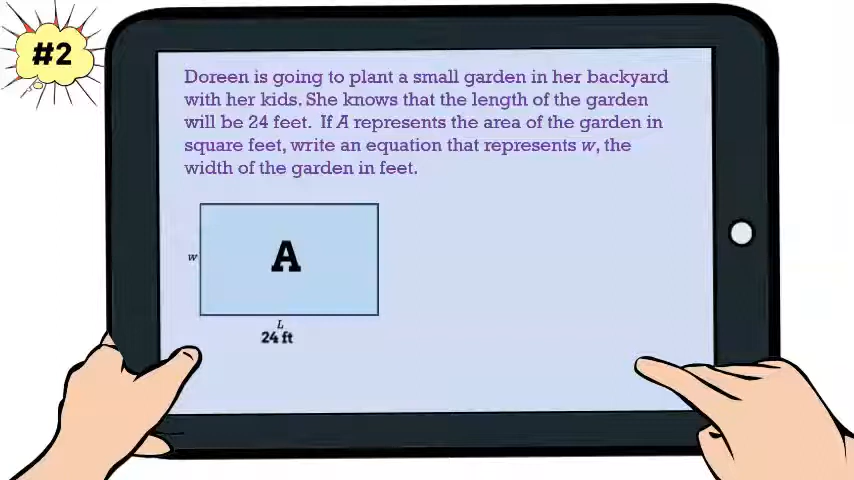 #2
Doreen is going to plant a small garden in her backyard
with her kids. She knows that the length of the garden
will be 24 feet. If A represents the area of the garden in
square feet, write an equation that represents w, the
width of the garden in feet.
w
A
L
24 ft